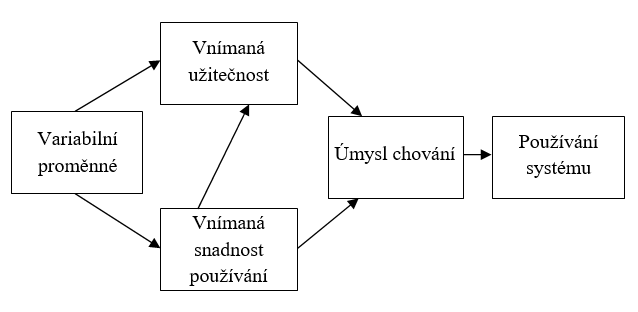 Vnímaná
užitečnost
Variabilní
proměnné
Úmysl chování
Používání
systému
Vnímaná
snadnost
používání